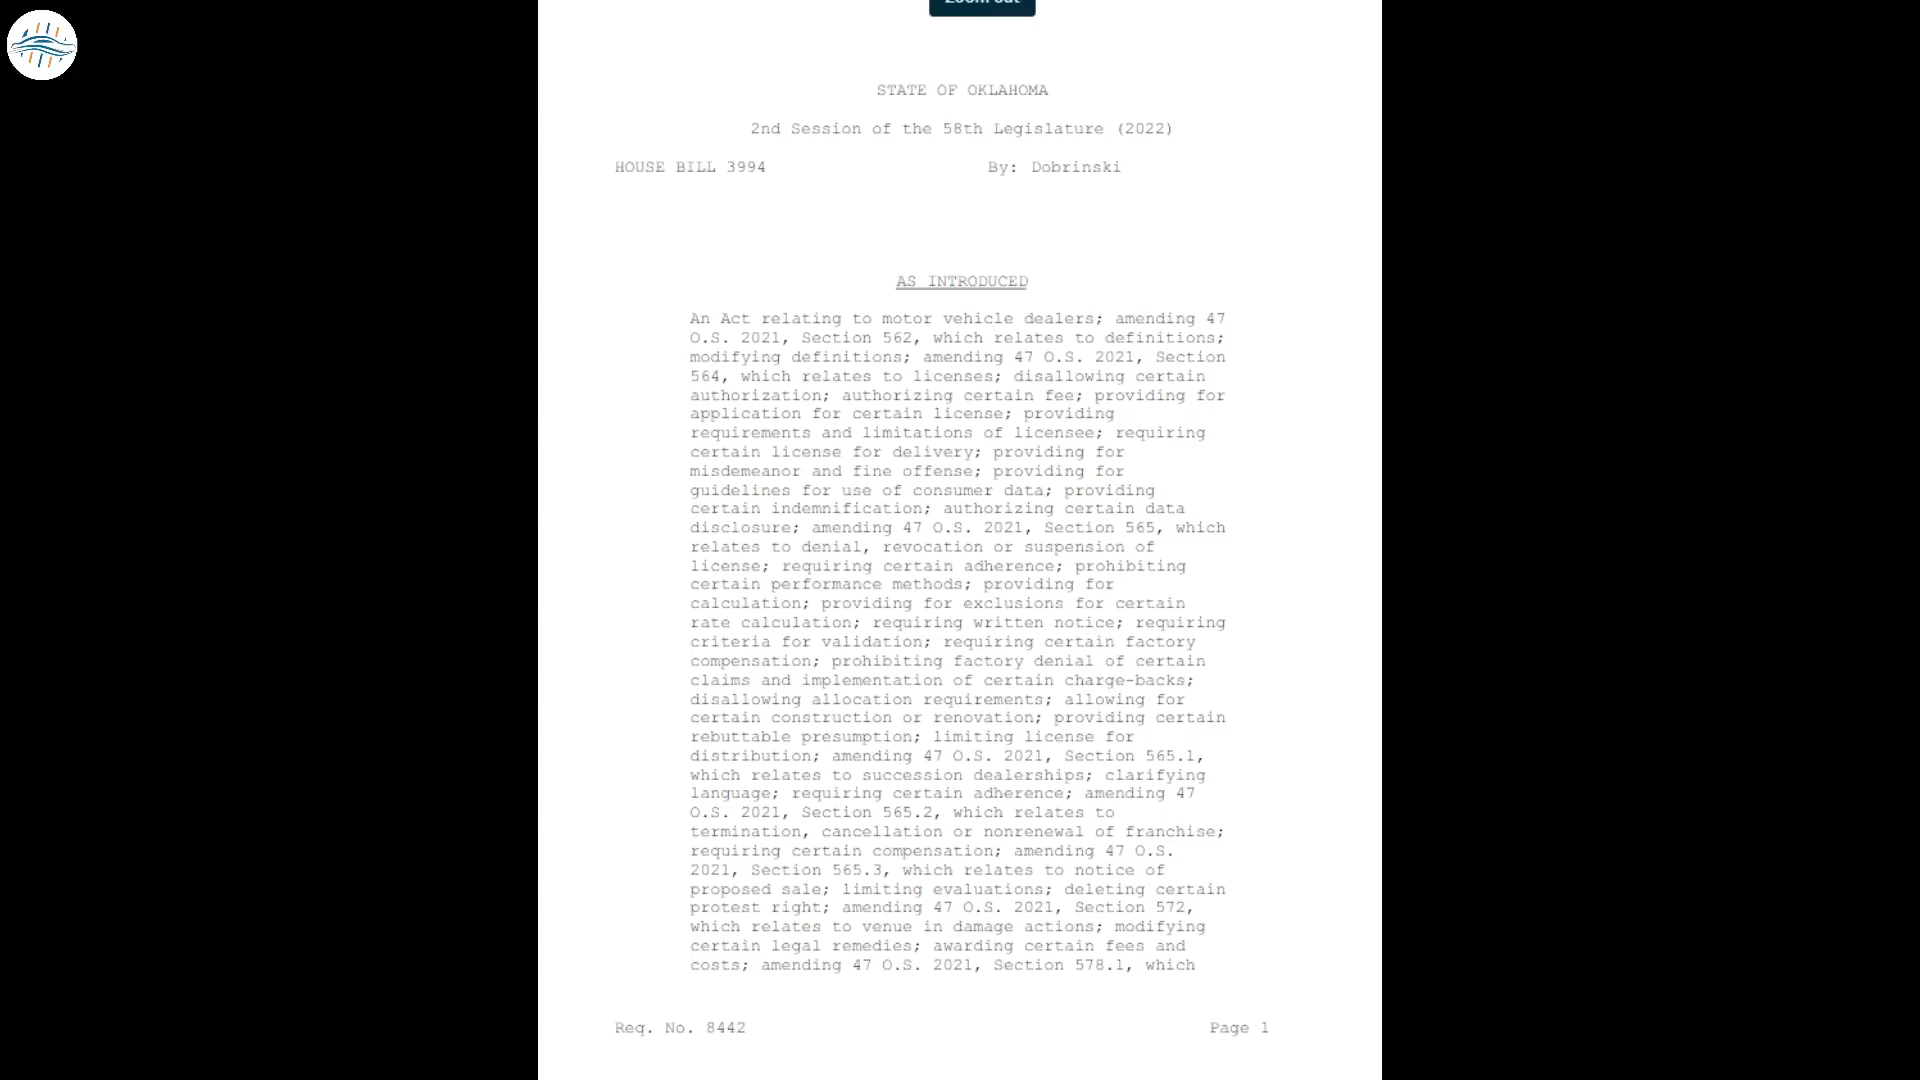 Zoom out
STATE OF OKLAHOMA
2nd Session of the 58th Legislature (2022)
HOUSE BILL 3994 By: Dobrinski
AS INTRODUCED
An Act relating to motor vehicle dealers; amending 47
O.S. 2021, Section 562, which relates to definitions;
modifying definitions; amending 47 O.S. 2021, Section
564, which relates to licenses; disallowing certain
authorization; authorizing certain fee; providing for
application for certain license; providing
requirements and limitations of licensee; requiring
certain license for delivery; providing for
misdemeanor and fine offense; providing for
guidelines for use of consumer data; providing
certain indemnification; authorizing certain data
disclosure; amending 47 O.S. 2021, Section 565, which
relates to denial, revocation or suspension of
license; requiring certain adherence; prohibiting
certain performance methods; providing for
calculation; providing for exclusions for certain
rate calculation; requiring written notice; requiring
criteria for validation; requiring certain factory
compensation; prohibiting factory denial of certain
claims and implementation of certain charge-backs;
disallowing allocation requirements; allowing for
certain construction or renovation; providing certain
rebuttable presumption; limiting license for
distribution; amending 47 O.S. 2021, Section 565.1,
which relates to succession dealerships; clarifying
language; requiring certain adherence; amending 47
O.S. 2021, Section 565.2, which relates to
termination, cancellation or nonrenewal of franchise;
requiring certain compensation; amending 47 O.S.
2021, Section 565.3, which relates to notice of
proposed sale; limiting evaluations; deleting certain
protest right; amending 47 O.S. 2021, Section 572,
which relates to venue in damage actions; modifying
certain legal remedies; awarding certain fees and
costs; amending 47 O.S. 2021, Section 578.1, which
Req. No. 8442 Page 1